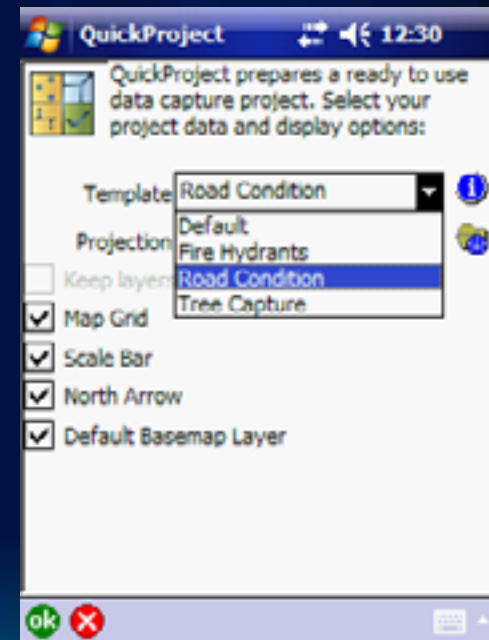 QuickProject 12:30
QuickProject prepares a ready to use
data capture project. Select your
project data and display options:
Template Road Condition
Default
Projection
Fire Hydrants
Keep layers Road Condition
Tree Capture
Map Grid
Scale Bar
North Arrow
Default Basemap Layer
ok